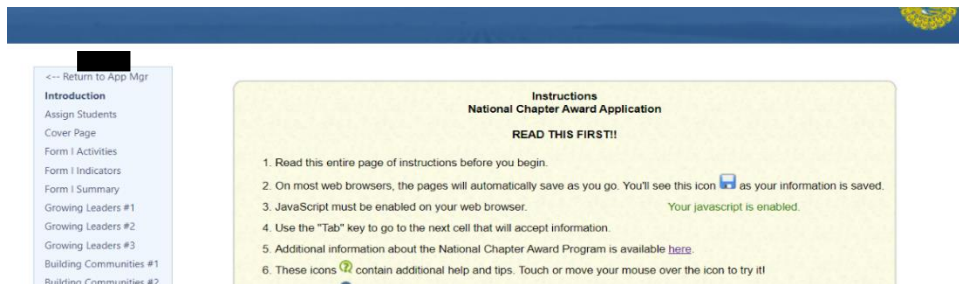 <-- Return to App Mgr
Introduction
Assign Students
Cover Page
Form I Activities
Form I Indicators
Form I Summary
Growing Leaders #1
Growing Leaders #2
Growing Leaders #3
Building Communities #1
Building Communities #2
Instructions
National Chapter Award Application
READ THIS FIRST!!
1. Read this entire page of instructions before you begin.
2. On most web browsers, the pages will automatically save as you go. You'll see this icon as your information is saved.
3. JavaScript must be enabled on your web browser. Your javascript is enabled.
4. Use the "Tab" key to go to the next cell that will accept information.
5. Additional information about the National Chapter Award Program is available here.
6. These icons contain additional help and tips. Touch or move your mouse over the icon to try it!